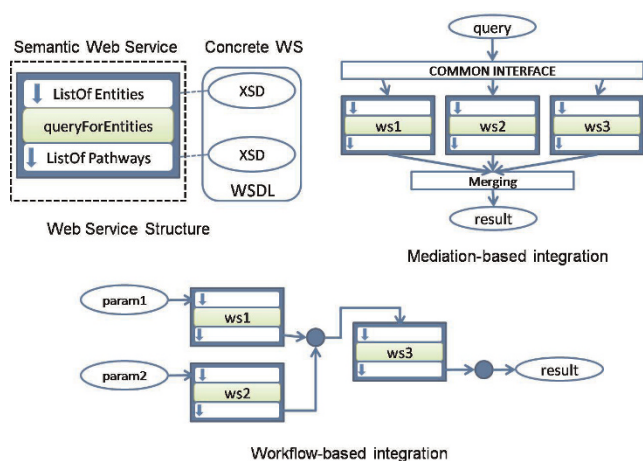 Semantic Web Service
Concrete WS
ListOf Entities
XSD
queryForEntities
ListOf Pathways
XSD
WSDL
Web Service Structure
query
COMMON INTERFACE
ws1
ws2
ws3
Merging
result
Mediation-based integration
param1
ws1
param2
ws2
ws3
result
Workflow-based integration